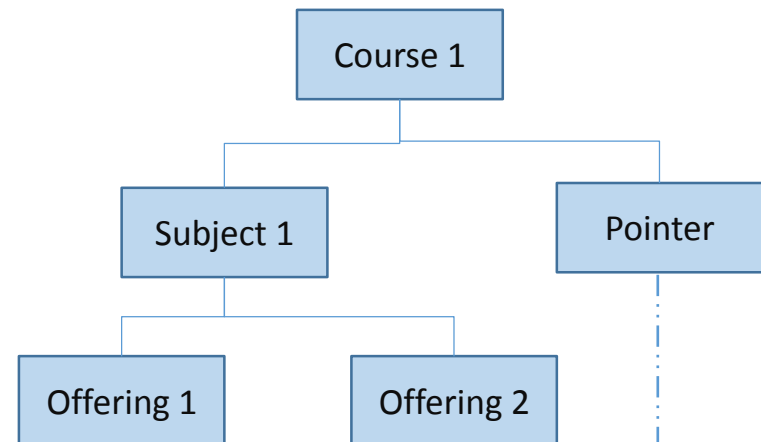 Course 1
Subject 1
Pointer
Offering 1
Offering 2